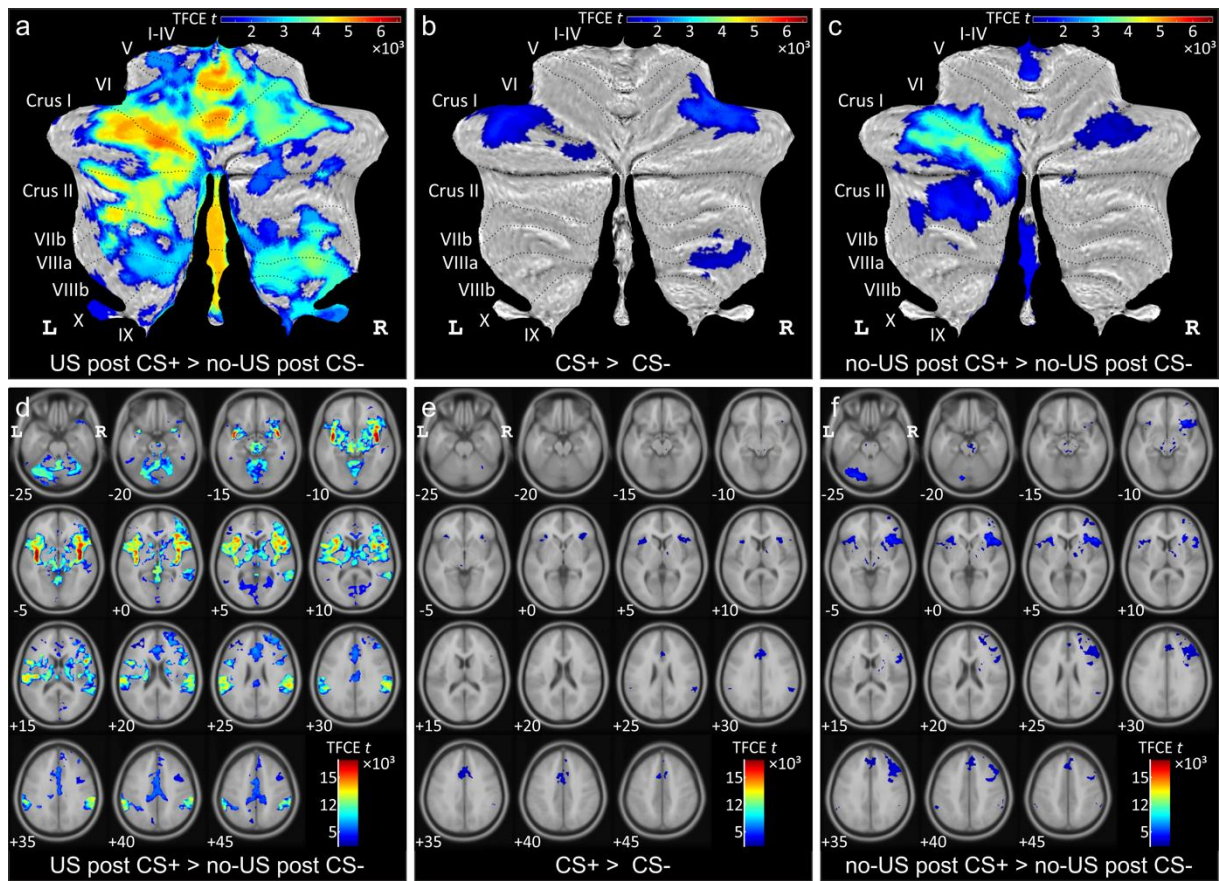 a
TFCE t 2 3 4 5 6 ×10³
I-IV
V
VI
Crus I
Crus II
VIIb
VIIIa
VIIIb
X
IX
L R
US post CS+ > no-US post CS-
b
TFCE t 2 3 4 5 6 ×10³
I-IV
V
VI
Crus I
Crus II
VIIb
VIIIa
VIIIb
X
IX
L R
CS+ > CS-
c
TFCE t 2 3 4 5 6 ×10³
I-IV
V
VI
Crus I
Crus II
VIIb
VIIIa
VIIIb
X
IX
L R
no-US post CS+ > no-US post CS-
d
L R
-25 -20 -15 -10
-5 +0 +5 +10
+15 +20 +25 +30
TFCE t
×10³
15
12
5
+35 +40 +45
US post CS+ > no-US post CS-
e
L R
-25 -20 -15 -10
-5 +0 +5 +10
+15 +20 +25 +30
TFCE t
×10³
15
12
5
+35 +40 +45
CS+ > CS-
f
L R
-25 -20 -15 -10
-5 +0 +5 +10
+15 +20 +25 +30
TFCE t
×10³
15
12
5
+35 +40 +45
no-US post CS+ > no-US post CS-